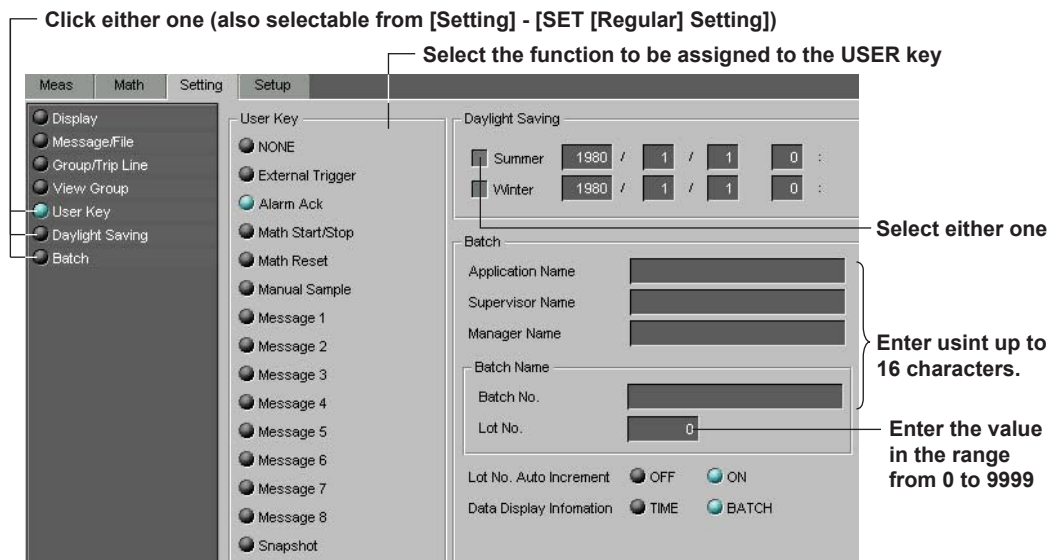 Click either one (also selectable from [Setting] - [SET [Regular] Setting])
Select the function to be assigned to the USER key
Meas Math Setting Setup
Display
Message/File
Group/Trip Line
View Group
User Key
Daylight Saving
Batch
User Key
NONE
External Trigger
Alarm Ack
Math Start/Stop
Math Reset
Manual Sample
Message 1
Message 2
Message 3
Message 4
Message 5
Message 6
Message 7
Message 8
Snapshot
Daylight Saving
Summer 1980 / 1 / 1 0 :
Winter 1980 / 1 / 1 0 :
Select either one
Batch
Application Name
Supervisor Name
Manager Name
Enter usint up to
16 characters.
Batch Name
Batch No.
Lot No. 0
Enter the value
in the range
from 0 to 9999
Lot No. Auto Increment OFF ON
Data Display Infomation TIME BATCH